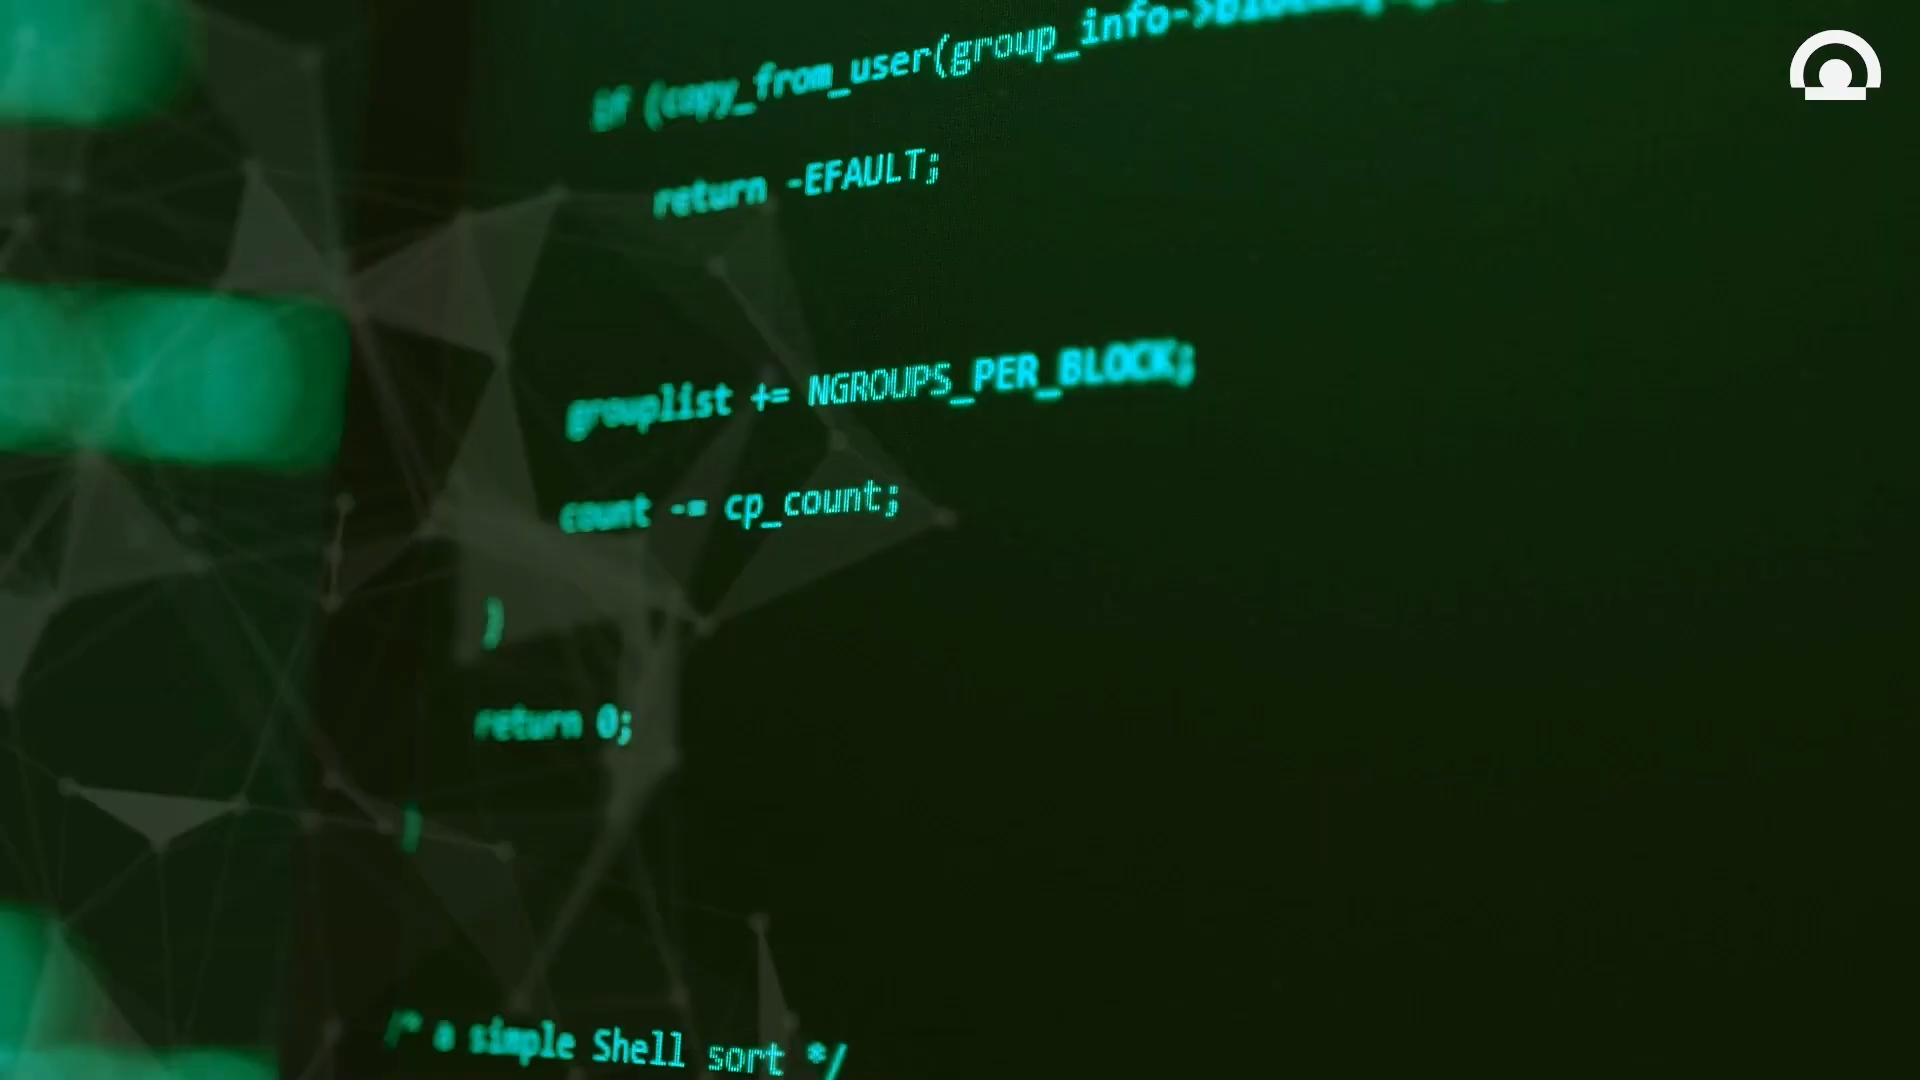 if (copy_from_user(group_info->
return -EFAULT;
grouplist += NGROUPS_PER_BLOCK;
count -= cp_count;
}
return 0;
}
/* a simple Shell sort */